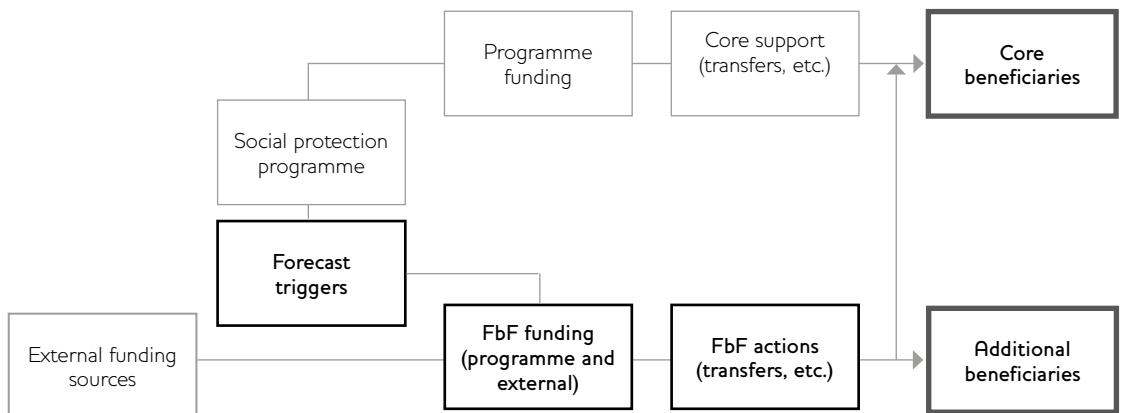 Programme
funding
Core support
(transfers, etc.)
Core
beneficiaries
Social protection
programme
Forecast
triggers
External funding
sources
FbF funding
(programme and
external)
FbF actions
(transfers, etc.)
Additional
beneficiaries